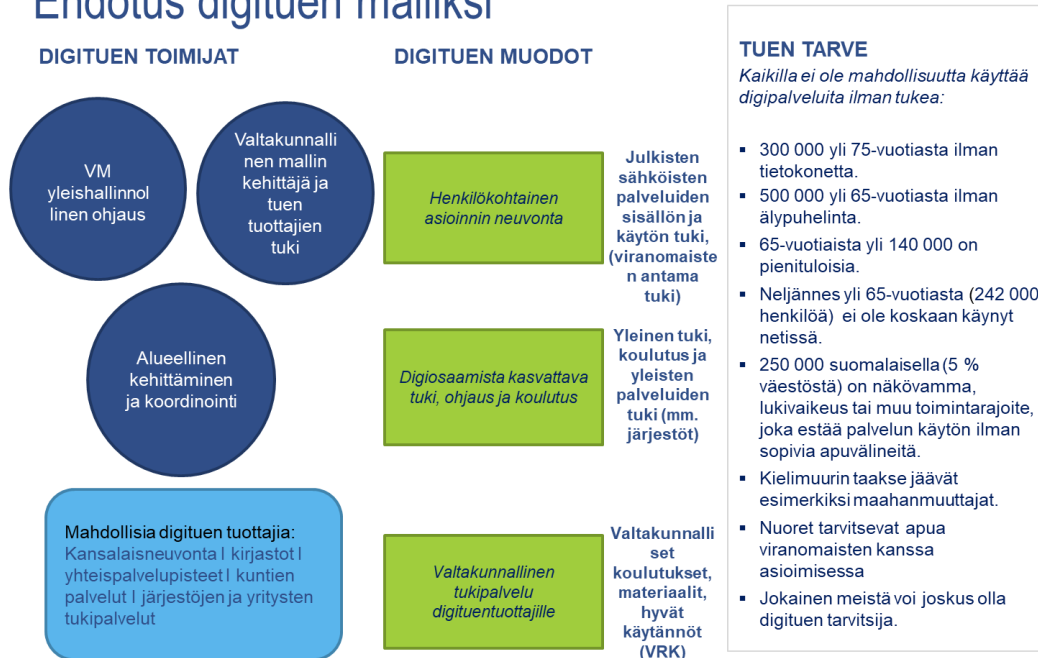 Ehdotus digituen malliksi
DIGITUEN TOIMIJAT
VM
yleishallinnol
linen ohjaus
Valtakunnalli
nen mallin
kehittäjä ja
tuen
tuottajien
tuki
Alueellinen
kehittäminen
ja koordinointi
Mahdollisia digituen tuottajia:
Kansalaisneuvonta I kirjastot I
yhteispalvelupisteet I kuntien
palvelut I järjestöjen ja yritysten
tukipalvelut
DIGITUEN MUODOT
Henkilökohtainen
asioinnin neuvonta
Julkisten
sähköisten
palveluiden
sisällön ja
käytön tuki,
(viranomaiste
n antama
tuki)
Digiosaamista kasvattava
tuki, ohjaus ja koulutus
Yleinen tuki,
koulutus ja
yleisten
palveluiden
tuki (mm.
järjestöt)
Valtakunnallinen
tukipalvelu
digituentuottajille
Valtakunnalli
set
koulutukset,
materiaalit,
hyvät
käytännöt
(VRK)
TUEN TARVE
Kaikilla ei ole mahdollisuutta käyttää
digipalveluita ilman tukea:
▪ 300 000 yli 75-vuotiasta ilman
tietokonetta.
▪ 500 000 yli 65-vuotiasta ilman
älypuhelinta.
▪ 65-vuotiaista yli 140 000 on
pienituloisia.
▪ Neljännes yli 65-vuotiasta (242 000
henkilöä) ei ole koskaan käynyt
netissä.
▪ 250 000 suomalaisella (5 %
väestöstä) on näkövamma,
lukivaikeus tai muu toimintarajoite,
joka estää palvelun käytön ilman
sopivia apuvälineitä.
▪ Kielimuurin taakse jäävät
esimerkiksi maahanmuuttajat.
▪ Nuoret tarvitsevat apua
viranomaisten kanssa
asioimisessa
▪ Jokainen meistä voi joskus olla
digituen tarvitsija.